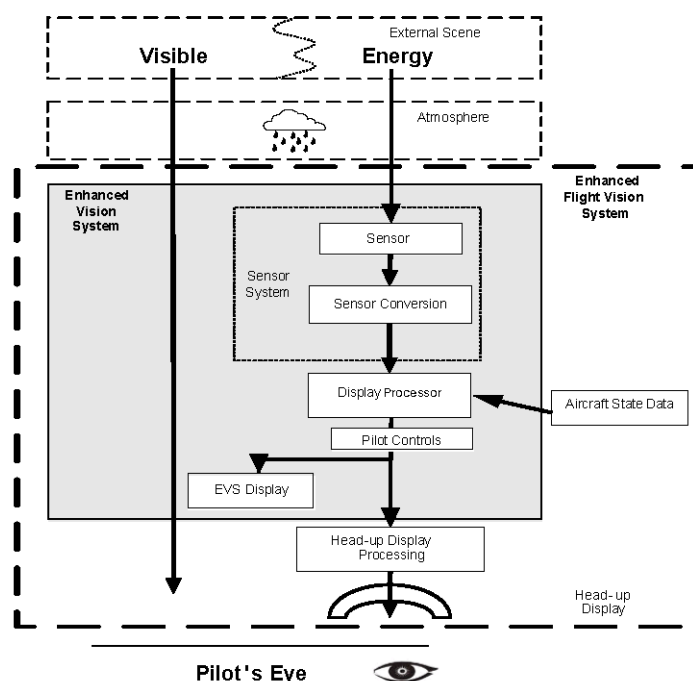 External Scene
Visible
Energy
Atmosphere
Enhanced
Vision
System
Enhanced
Flight Vision
System
Sensor
Sensor
System
Sensor Conversion
Display Processor
Aircraft State Data
Pilot Controls
EVS Display
Head-up Display
Processing
Head- up
Display
Pilot's Eye